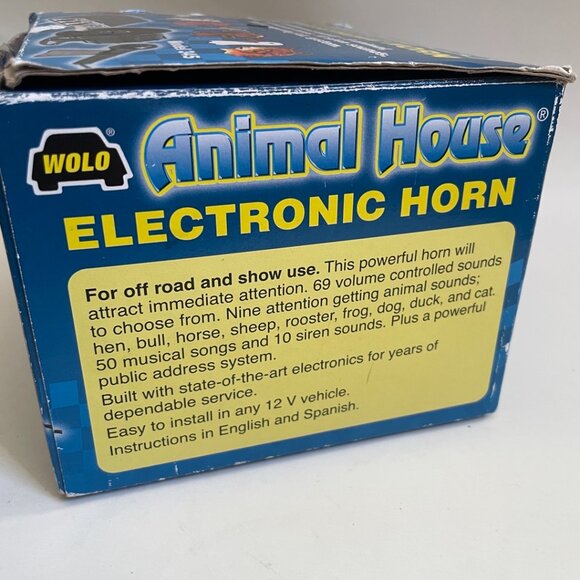 Model 345
WOLO ®
Animal House ®
ELECTRONIC HORN
For off road and show use. This powerful horn will
attract immediate attention. 69 volume controlled sounds
to choose from. Nine attention getting animal sounds;
hen, bull, horse, sheep, rooster, frog, dog, duck, and cat.
50 musical songs and 10 siren sounds. Plus a powerful
public address system.
Built with state-of-the-art electronics for years of
dependable service.
Easy to install in any 12 V vehicle.
Instructions in English and Spanish.